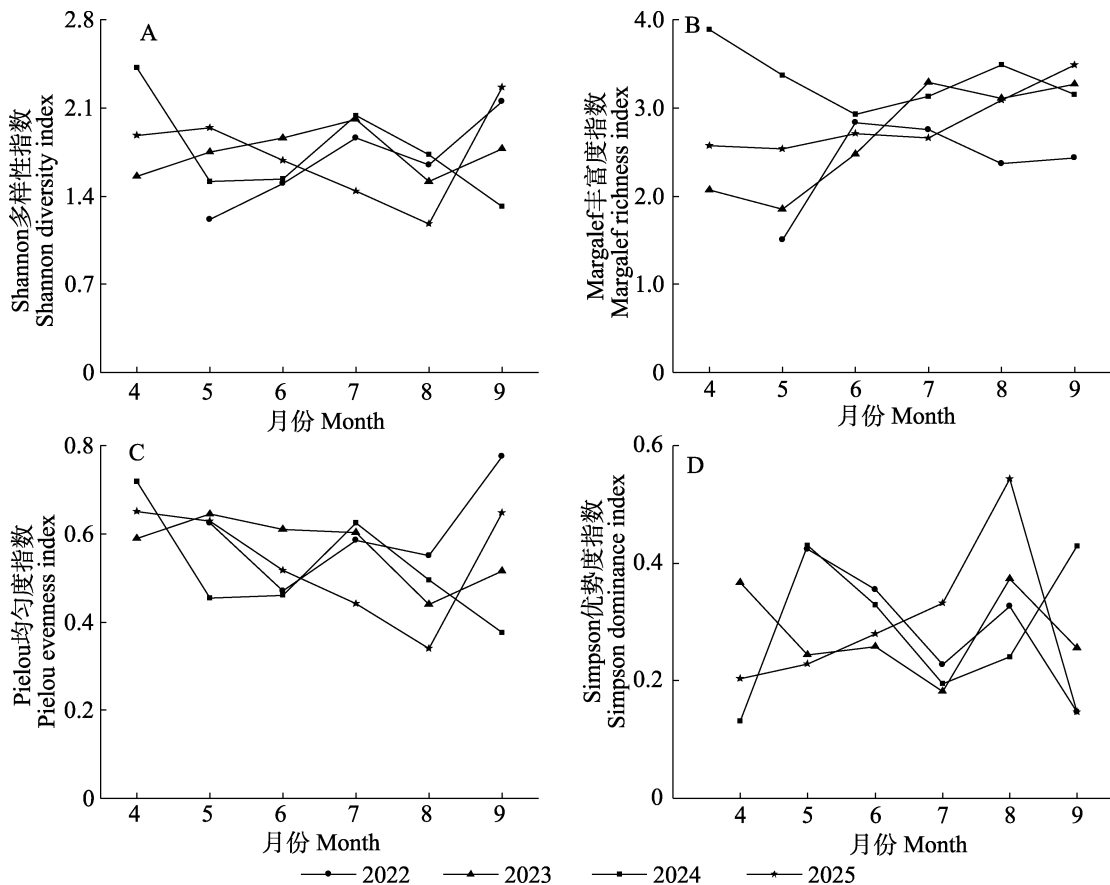 A
Shannon多样性指数
Shannon diversity index
2.8
2.1
1.4
0.7
0
4 5 6 7 8 9
月份 Month
B
Margalef丰富度指数
Margalef richness index
4.0
3.0
2.0
1.0
0
4 5 6 7 8 9
月份 Month
C
Pielou均匀度指数
Pielou evenness index
0.8
0.6
0.4
0.2
0
4 5 6 7 8 9
月份 Month
D
Simpson优势度指数
Simpson dominance index
0.6
0.4
0.2
0
4 5 6 7 8 9
月份 Month
2022 2023 2024 2025